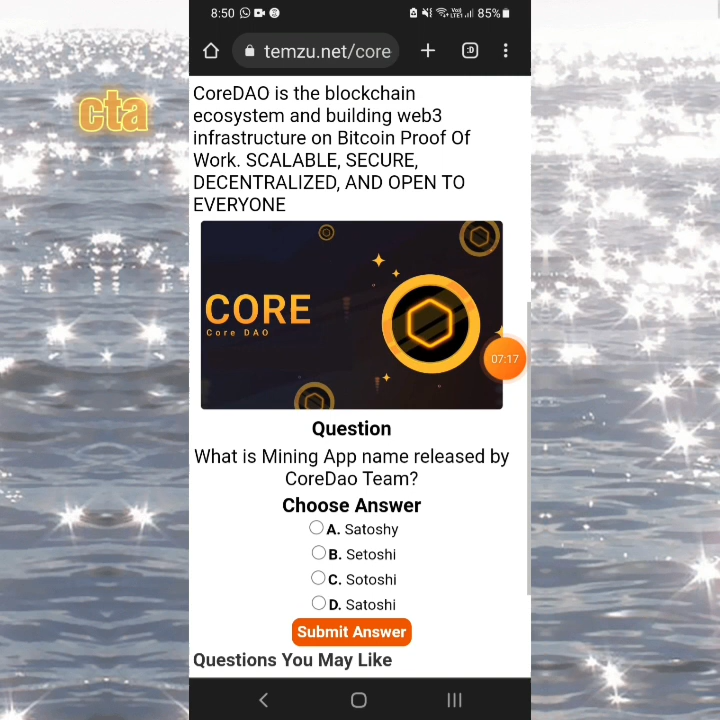 8:50
Vo)) LTE1 85%
cta
temzu.net/core
:D
CoreDAO is the blockchain
ecosystem and building web3
infrastructure on Bitcoin Proof Of
Work. SCALABLE, SECURE,
DECENTRALIZED, AND OPEN TO
EVERYONE
CORE
Core DAO
07:17
Question
What is Mining App name released by
CoreDao Team?
Choose Answer
A. Satoshy
B. Setoshi
C. Sotoshi
D. Satoshi
Submit Answer
Questions You May Like